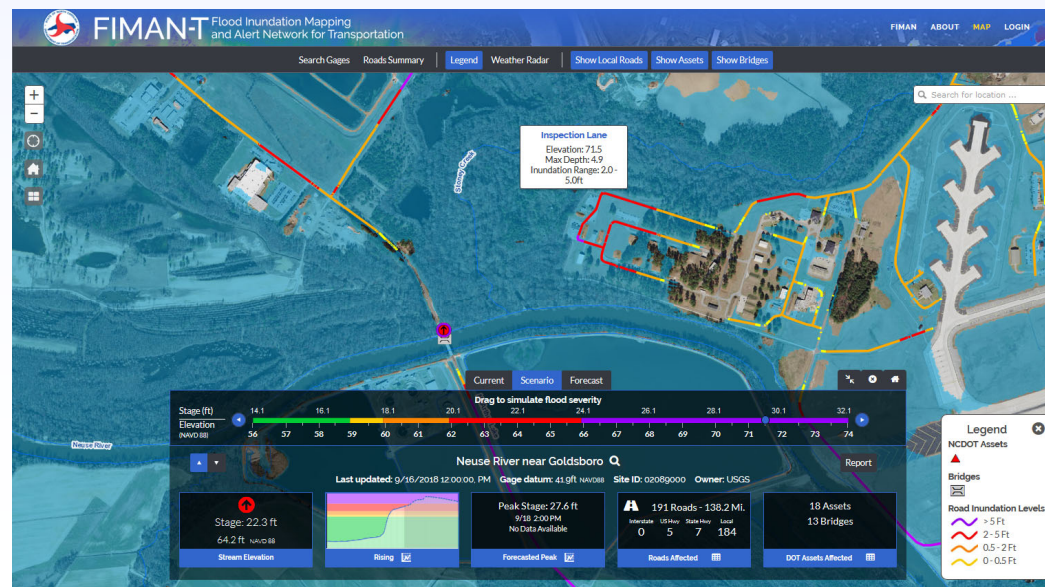 FIMAN-T
Flood Inundation Mapping
and Alert Network for Transportation
FIMAN ABOUT MAP LOGIN
Search Gages Roads Summary Legend Weather Radar Show Local Roads Show Assets Show Bridges
+
−
Search for location ...
Inspection Lane
Elevation: 71.5
Max Depth: 4.9
Inundation Range: 2.0 -
5.0ft
Stoney Creek
Neuse River
Current Scenario Forecast
Drag to simulate flood severity
Stage (ft) 14.1 16.1 18.1 20.1 22.1 24.1 26.1 28.1 30.1 32.1
Elevation
(NAVD 88) 56 57 58 59 60 61 62 63 64 65 66 67 68 69 70 71 72 73 74
Neuse River near Goldsboro
Report
Last updated: 9/16/2018 12:00:00, PM Gage datum: 41.9ft NAVD88 Site ID: 02089000 Owner: USGS
Stage: 22.3 ft
64.2 ft NAVD 88
Stream Elevation
Rising
Peak Stage: 27.6 ft
9/18 2:00 PM
No Data Available
Forecasted Peak
191 Roads - 138.2 Mi.
Interstate US Hwy State Hwy Local
0 5 7 184
Roads Affected
18 Assets
13 Bridges
DOT Assets Affected
Legend
NCDOT Assets
Bridges
Road Inundation Levels
> 5 Ft
2 - 5 Ft
0.5 - 2 Ft
0 - 0.5 Ft